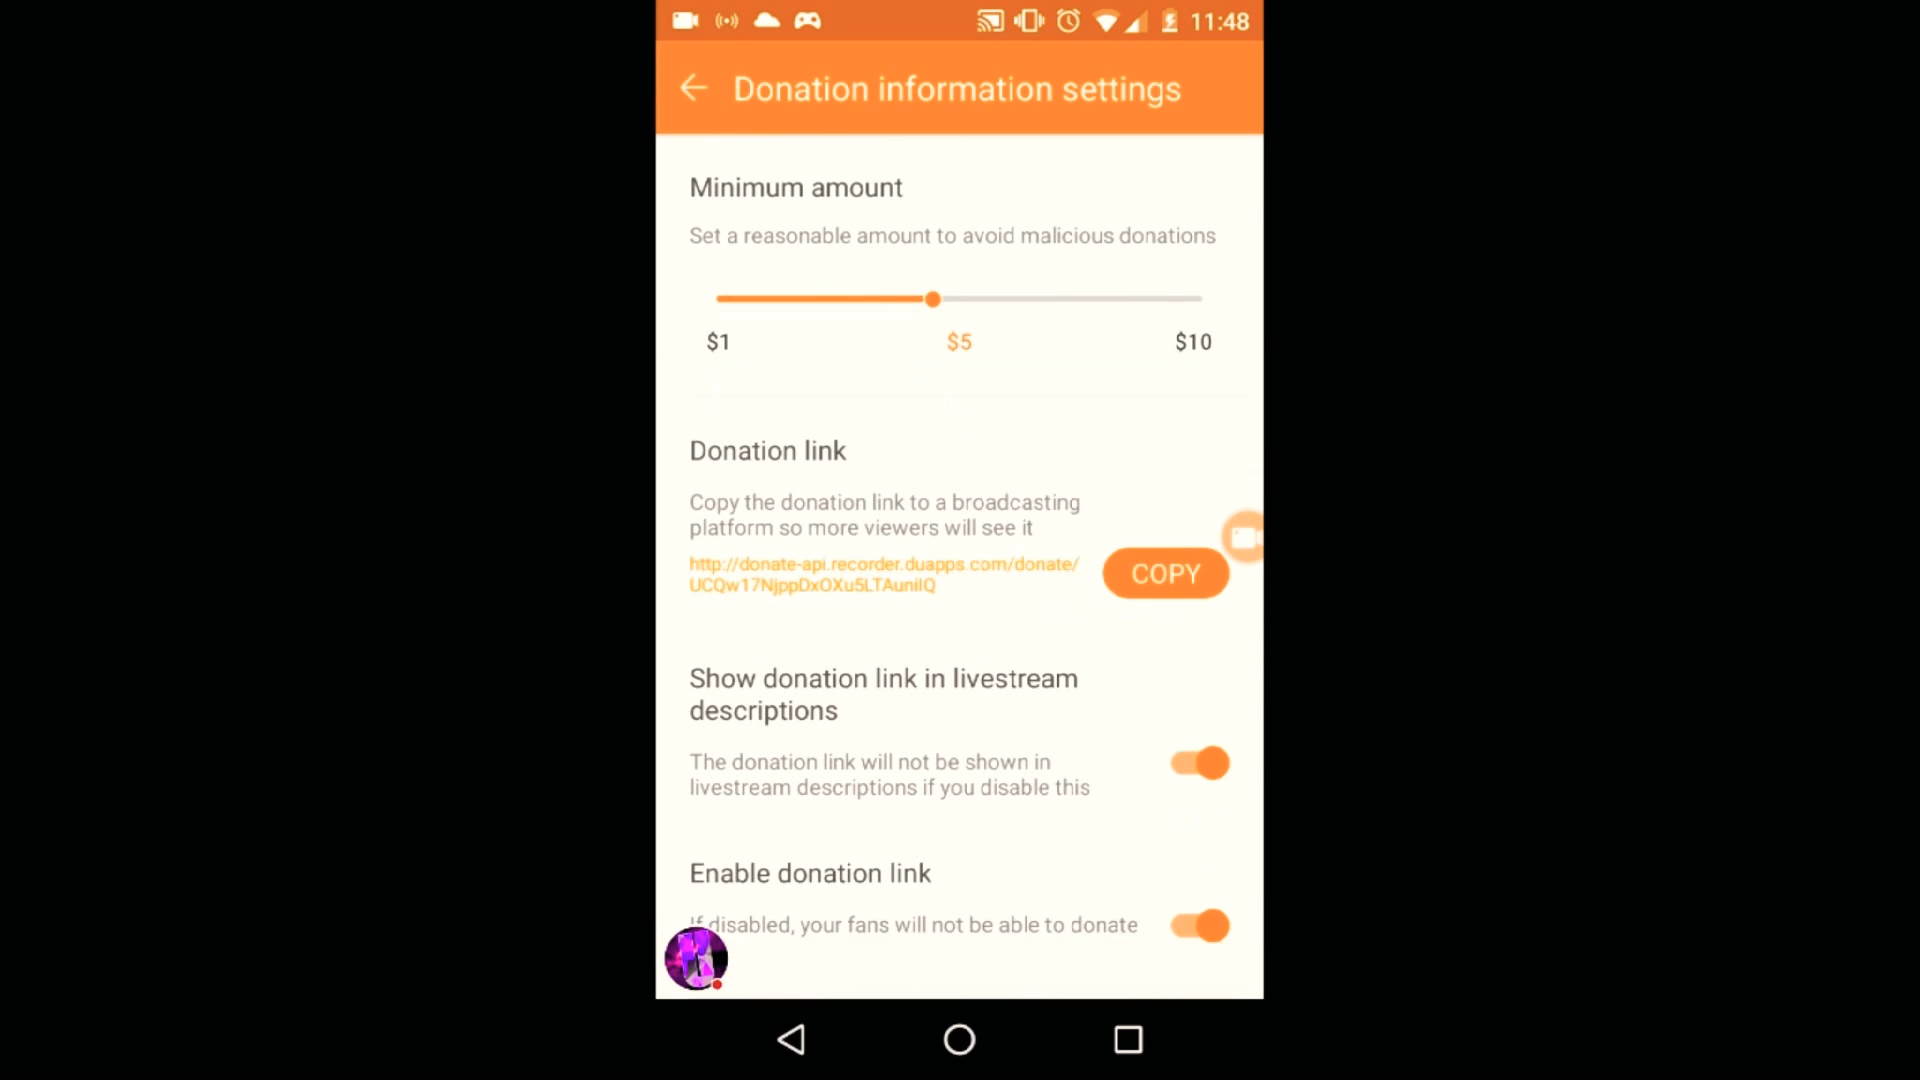 11:48
Donation information settings
Minimum amount
Set a reasonable amount to avoid malicious donations
$1
$5
$10
Donation link
Copy the donation link to a broadcasting
platform so more viewers will see it
http://donate-api.recorder.duapps.com/donate/
UCQw17NjppDxOXu5LTAunilQ
COPY
Show donation link in livestream
descriptions
The donation link will not be shown in
livestream descriptions if you disable this
Enable donation link
If disabled, your fans will not be able to donate